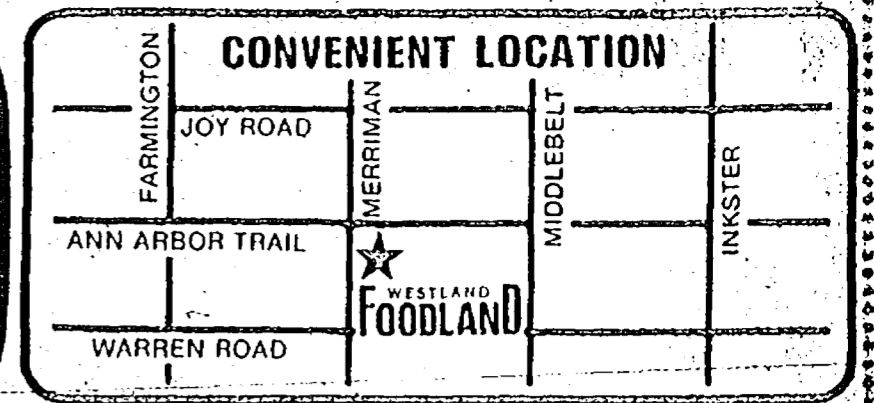 CONVENIENT LOCATION
FARMINGTON
JOY ROAD
MERRIMAN
MIDDLEBELT
INKSTER
ANN ARBOR TRAIL
WESTLAND
FOODLAND
WARREN ROAD